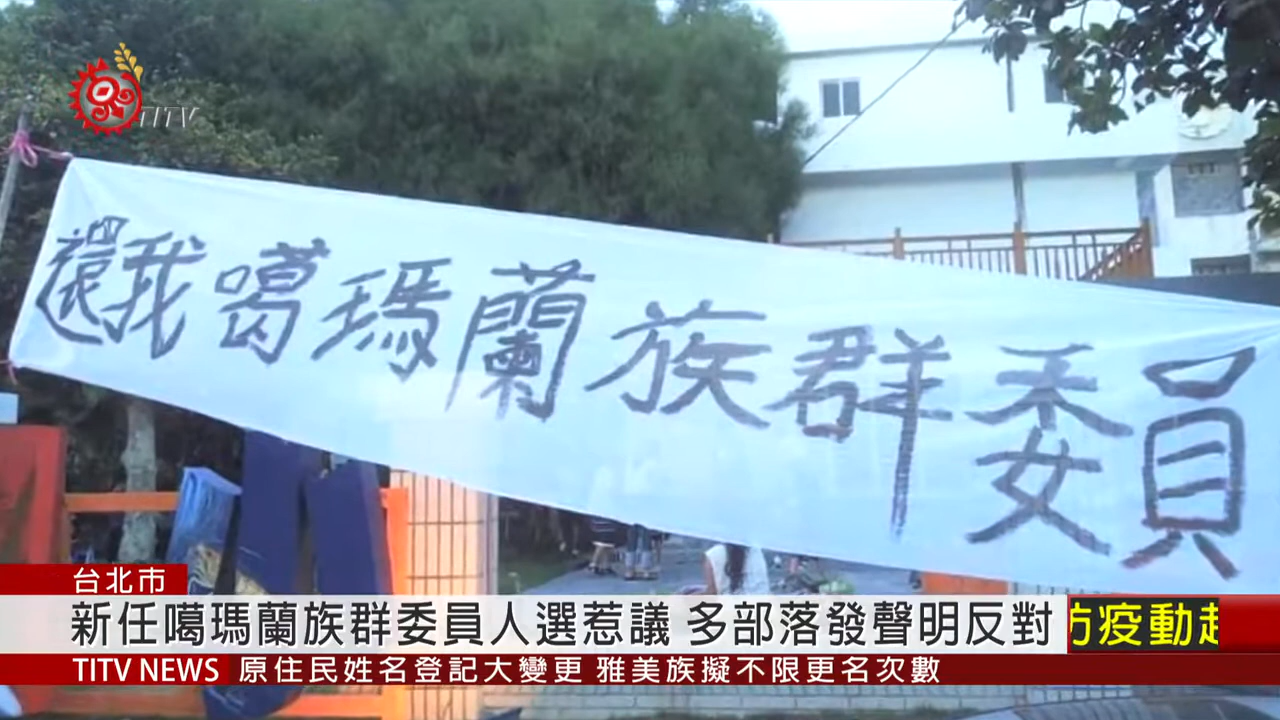 TITV
還我噶瑪蘭族群委員
台北市
新任噶瑪蘭族群委員人選惹議 多部落發聲明反對
防疫動起
TITV NEWS 原住民姓名登記大變更 雅美族擬不限更名次數